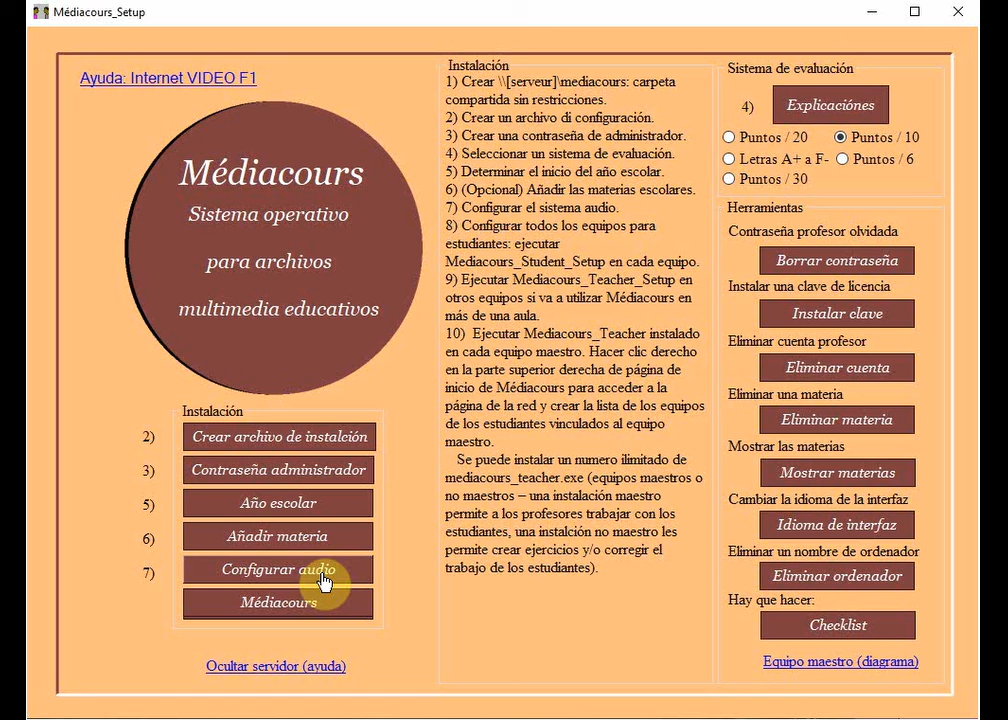 Médiacours_Setup
Ayuda: Internet VIDEO F1
Médiacours
Sistema operativo
para archivos
multimedia educativos
Instalación
2) Crear archivo de instalción
3) Contraseña administrador
5) Año escolar
6) Añadir materia
7) Configurar audio
Médiacours
Ocultar servidor (ayuda)
Instalación
1) Crear \\[serveur]\mediacours: carpeta
compartida sin restricciones.
2) Crear un archivo di configuración.
3) Crear una contraseña de administrador.
4) Seleccionar un sistema de evaluación.
5) Determinar el inicio del año escolar.
6) (Opcional) Añadir las materias escolares.
7) Configurar el sistema audio.
8) Configurar todos los equipos para
estudiantes: ejecutar
Mediacours_Student_Setup en cada equipo.
9) Ejecutar Mediacours_Teacher_Setup en
otros equipos si va a utilizar Médiacours en
más de una aula.
10)  Ejecutar Mediacours_Teacher instalado
en cada equipo maestro. Hacer clic derecho
en la parte superior derecha de página de
inicio de Médiacours para acceder a la
página de la red y crear la lista de los equipos
de los estudiantes vinculados al equipo
maestro.
Se puede instalar un numero ilimitado de
mediacours_teacher.exe (equipos maestros o
no maestros – una instalación maestro
permite a los profesores trabajar con los
estudiantes, una instalción no maestro les
permite crear ejercicios y/o corregir el
trabajo de los estudiantes).
Sistema de evaluación
4) Explicaciónes
Puntos / 20 Puntos / 10
Letras A+ a F- Puntos / 6
Puntos / 30
Herramientas
Contraseña profesor olvidada
Borrar contraseña
Instalar una clave de licencia
Instalar clave
Eliminar cuenta profesor
Eliminar cuenta
Eliminar una materia
Eliminar materia
Mostrar las materias
Mostrar materias
Cambiar la idioma de la interfaz
Idioma de interfaz
Eliminar un nombre de ordenador
Eliminar ordenador
Hay que hacer:
Checklist
Equipo maestro (diagrama)